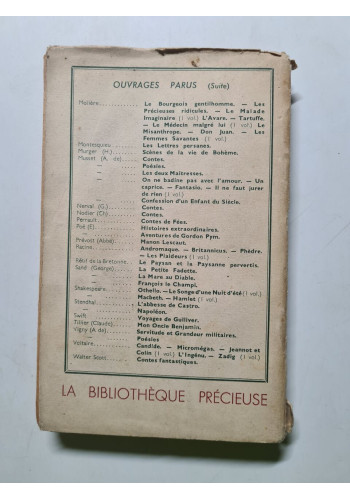 OUVRAGES PARUS (Suite)
Molière............ Le Bourgeois gentilhomme. — Les
Précieuses ridicules. — Le Malade
Imaginaire (1 vol.) L'Avare. — Tartuffe.
— Le Médecin malgré lui (1 vol.) Le
Misanthrope. — Don Juan. — Les
Femmes Savantes (1 vol.)
Montesquieu...... Les Lettres persanes.
Murger (H.)....... Scènes de la vie de Bohème.
Musset (A. de).... Contes.
— Poésies.
— Les deux Maîtresses.
— On ne badine pas avec l'amour. — Un
caprice. — Fantasio. — Il ne faut jurer
de rien (1 vol.)
— Confession d'un Enfant du Siècle.
Nerval (G.)........ Contes.
Nodier (Ch.)...... Contes.
Perrault........... Contes de Fées.
Poë (E.)........... Histoires extraordinaires.
— Aventures de Gordon Pym.
Prévost (Abbé).... Manon Lescaut.
Racine............ Andromaque. — Britannicus. — Phèdre.
— Les Plaideurs (1 vol.)
Rétif de la Bretonne. Le Paysan et la Paysanne pervertis.
Sand (George).... La Petite Fadette.
— La Mare au Diable.
— François le Champi.
Shakespeare...... Othello. — Le Songe d'une Nuit d'été (1 vol.)
— Macbeth. — Hamlet (1 vol.)
Stendhal.......... L'abbesse de Castro.
— Napoléon.
Swift............. Voyages de Gulliver.
Tillier (Claude).... Mon Oncle Benjamin.
Vigny (A. de)..... Servitude et Grandeur militaires.
— Poésies
Voltaire........... Candide. — Micromégas. — Jeannot et
Colin (1 vol.) L'Ingénu. — Zadig (1 vol.)
Walter Scott...... Contes fantastiques.
LA BIBLIOTHÈQUE PRÉCIEUSE